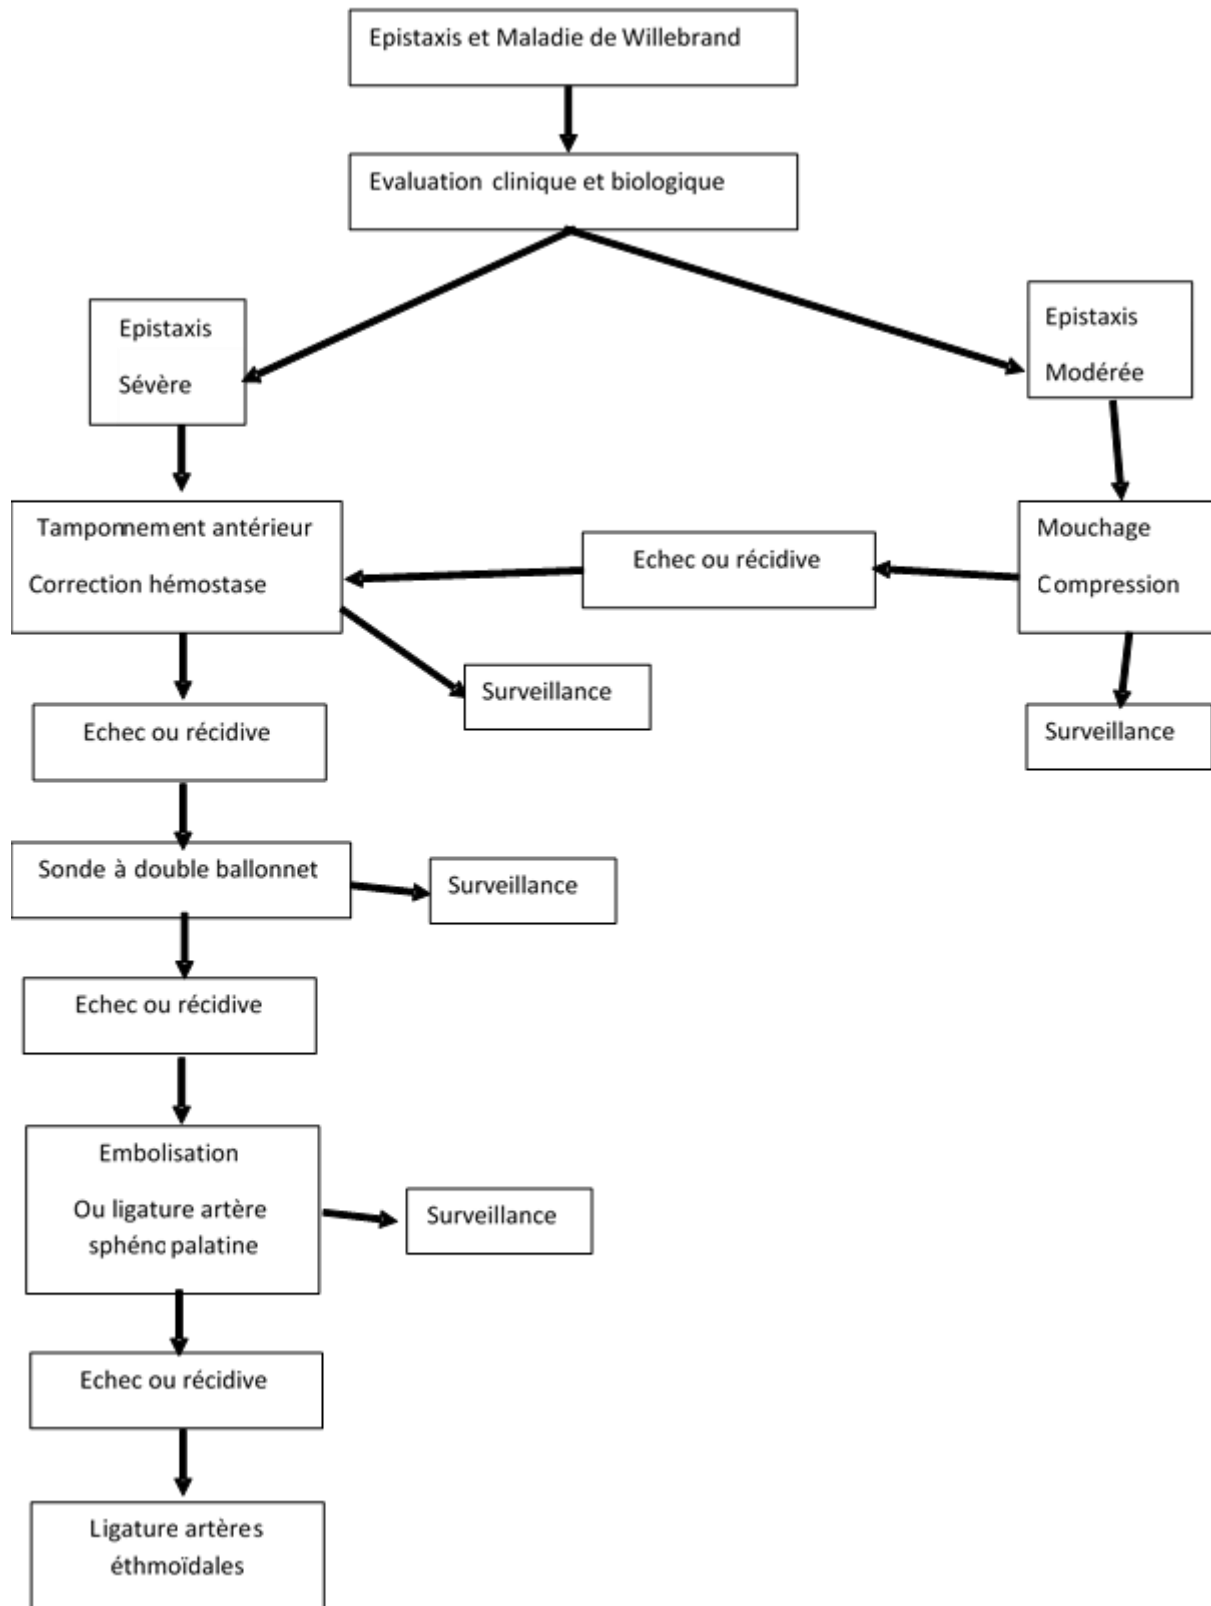 Epistaxis et Maladie de Willebrand
Evaluation clinique et biologique
Epistaxis
Sévère
Epistaxis
Modérée
Tamponnement antérieur
Correction hémostase
Echec ou récidive
Mouchage
Compression
Surveillance
Surveillance
Echec ou récidive
Sonde à double ballonnet
Surveillance
Echec ou récidive
Embolisation
Ou ligature artère
sphéno palatine
Surveillance
Echec ou récidive
Ligature artères
éthmoïdales